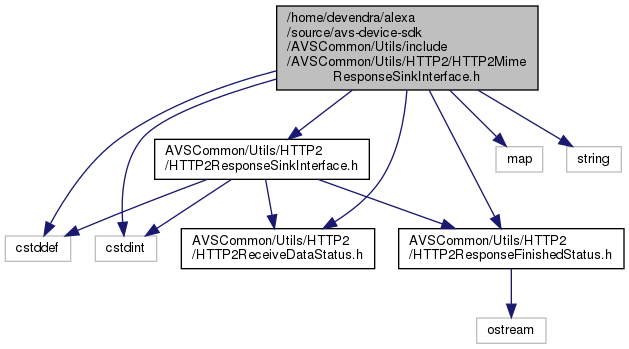 /home/devendra/alexa
/source/avs-device-sdk
/AVSCommon/Utils/include
/AVSCommon/Utils/HTTP2/HTTP2Mime
ResponseSinkInterface.h
AVSCommon/Utils/HTTP2
/HTTP2ResponseSinkInterface.h
map
string
cstddef
cstdint
AVSCommon/Utils/HTTP2
/HTTP2ReceiveDataStatus.h
AVSCommon/Utils/HTTP2
/HTTP2ResponseFinishedStatus.h
ostream